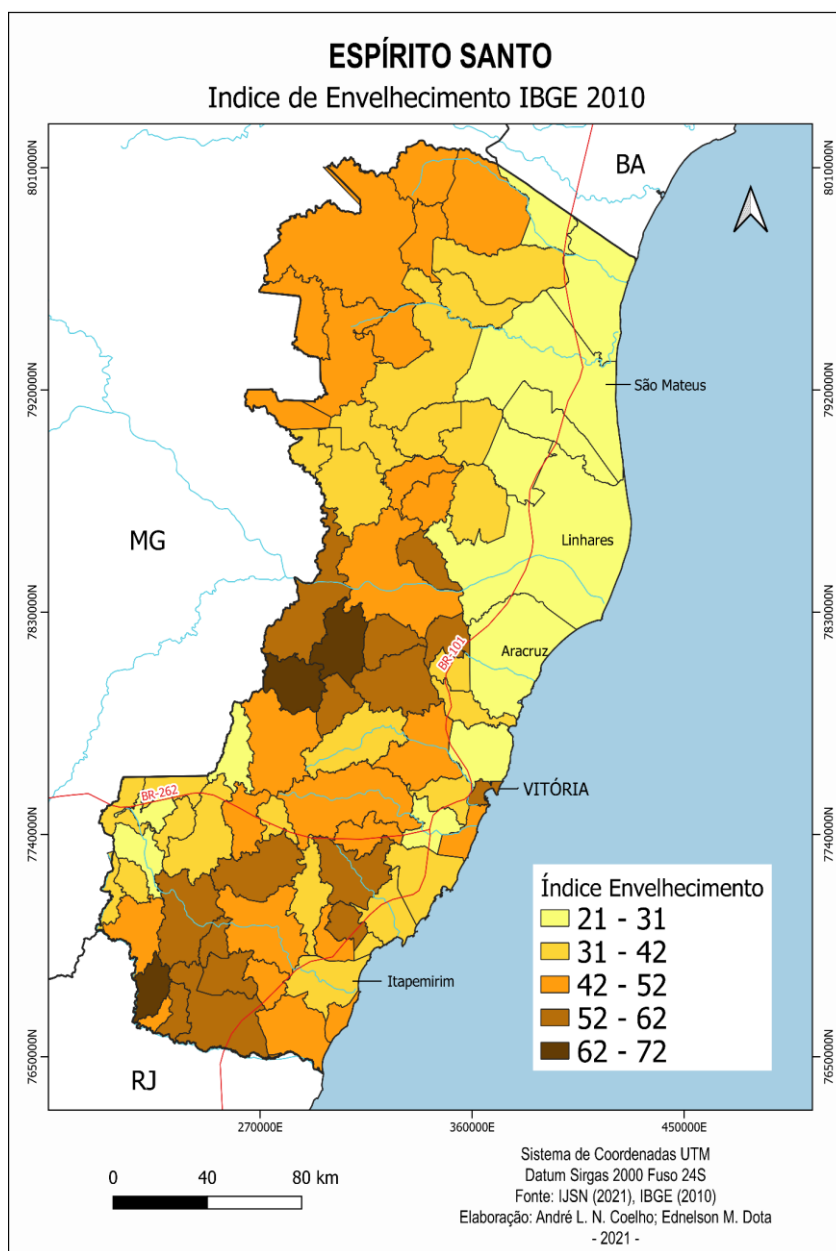 ESPÍRITO SANTO
Indice de Envelhecimento IBGE 2010
8010000N
BA
8010000N
7920000N
São Mateus
7920000N
MG
Linhares
7830000N
7830000N
Aracruz
BR-101
BR-262
VITÓRIA
7740000N
7740000N
Índice Envelhecimento
21 - 31
31 - 42
42 - 52
52 - 62
62 - 72
Itapemirim
7650000N
7650000N
RJ
270000E
360000E
450000E
0
40
80 km
Sistema de Coordenadas UTM
Datum Sirgas 2000 Fuso 24S
Fonte: IJSN (2021), IBGE (2010)
Elaboração: André L. N. Coelho; Ednelson M. Dota
- 2021 -